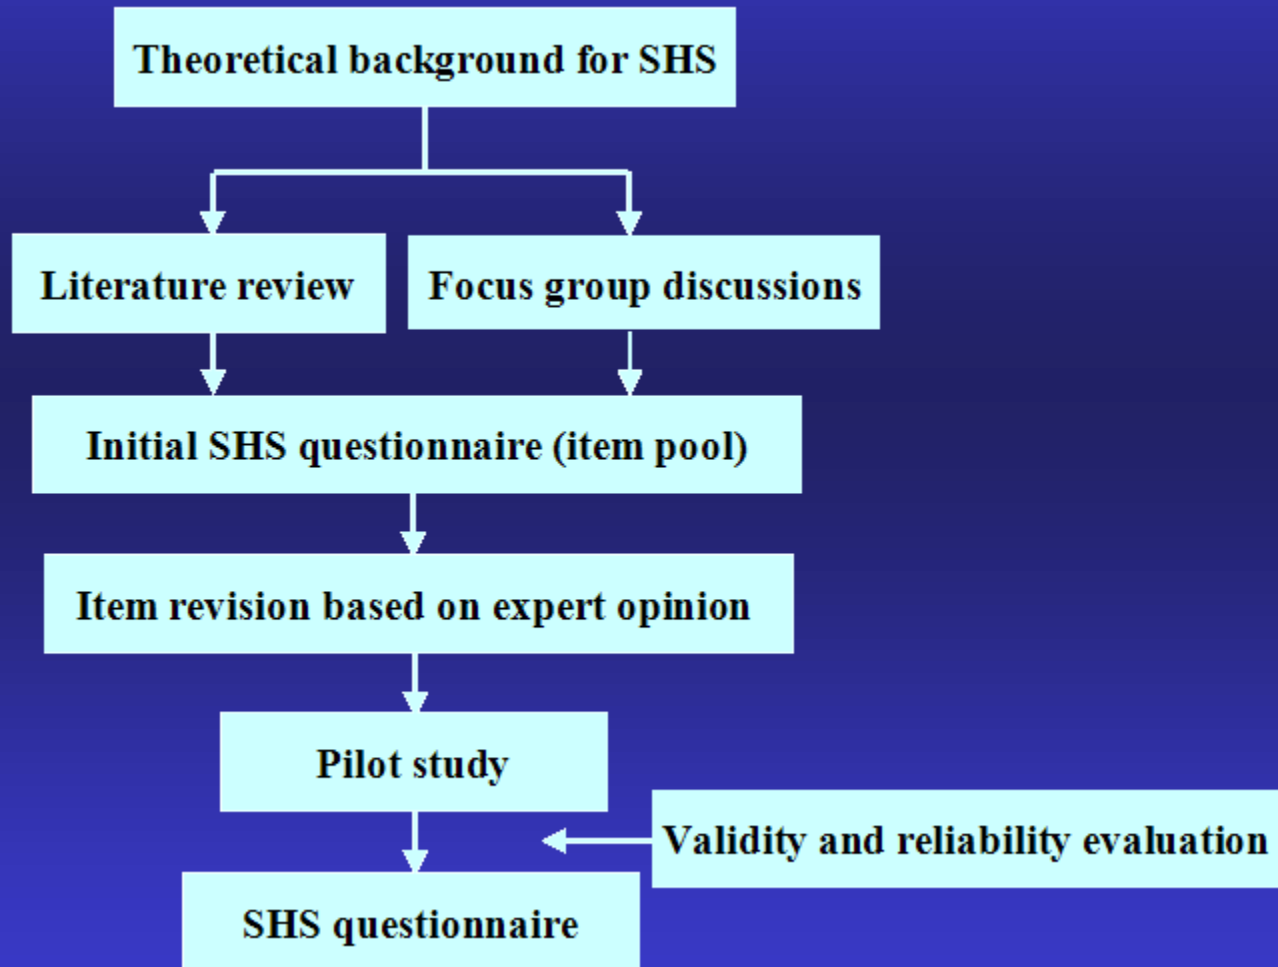 Theoretical background for SHS
Literature review
Focus group discussions
Initial SHS questionnaire (item pool)
Item revision based on expert opinion
Pilot study
Validity and reliability evaluation
SHS questionnaire